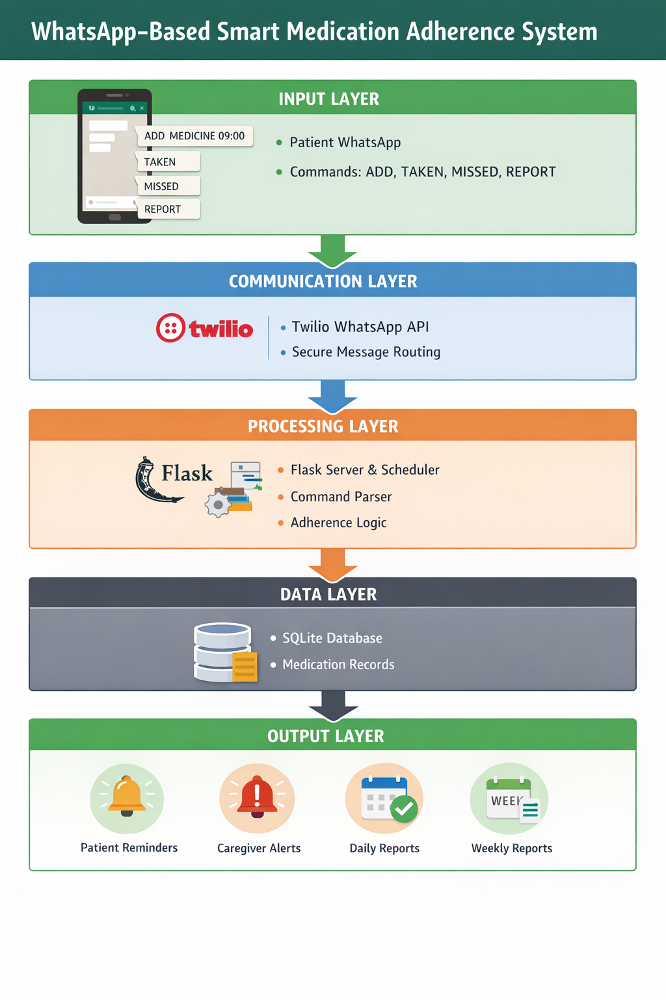 WhatsApp-Based Smart Medication Adherence System
INPUT LAYER
ADD MEDICINE 09:00
TAKEN
MISSED
REPORT
• Patient WhatsApp
• Commands: ADD, TAKEN, MISSED, REPORT
COMMUNICATION LAYER
twilio
• Twilio WhatsApp API
• Secure Message Routing
PROCESSING LAYER
Flask
• Flask Server & Scheduler
• Command Parser
• Adherence Logic
DATA LAYER
• SQLite Database
• Medication Records
OUTPUT LAYER
WEEK
Patient Reminders
Caregiver Alerts
Daily Reports
Weekly Reports